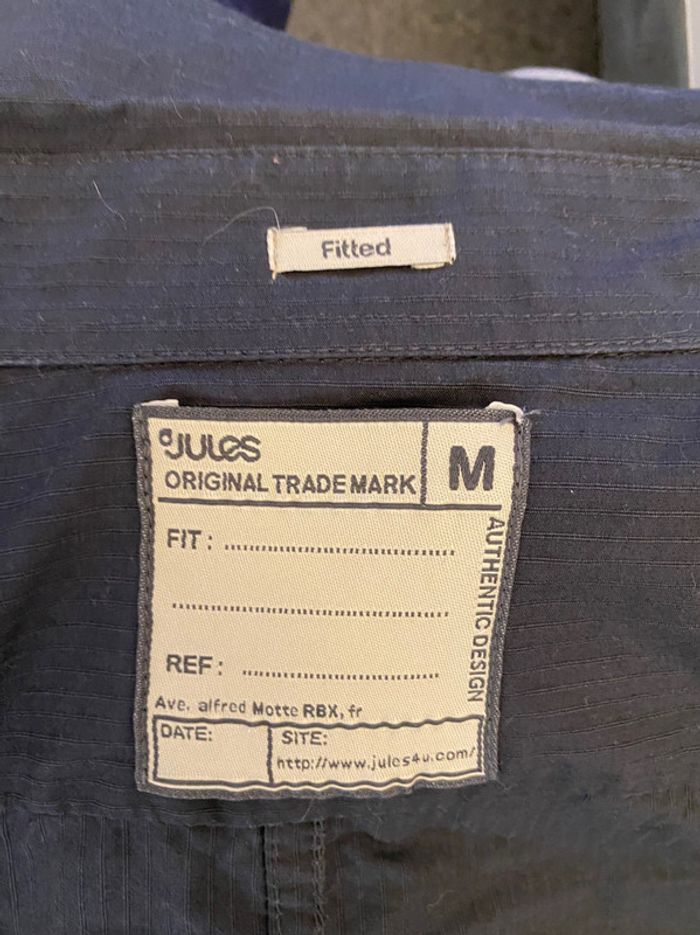 Fitted
JULES
ORIGINAL TRADE MARK
M
FIT : ........................................
................................................
REF : ..................................
AUTHENTIC DESIGN
Ave. alfred Motte RBX, fr
DATE:
SITE:
http://www.jules4u.com/